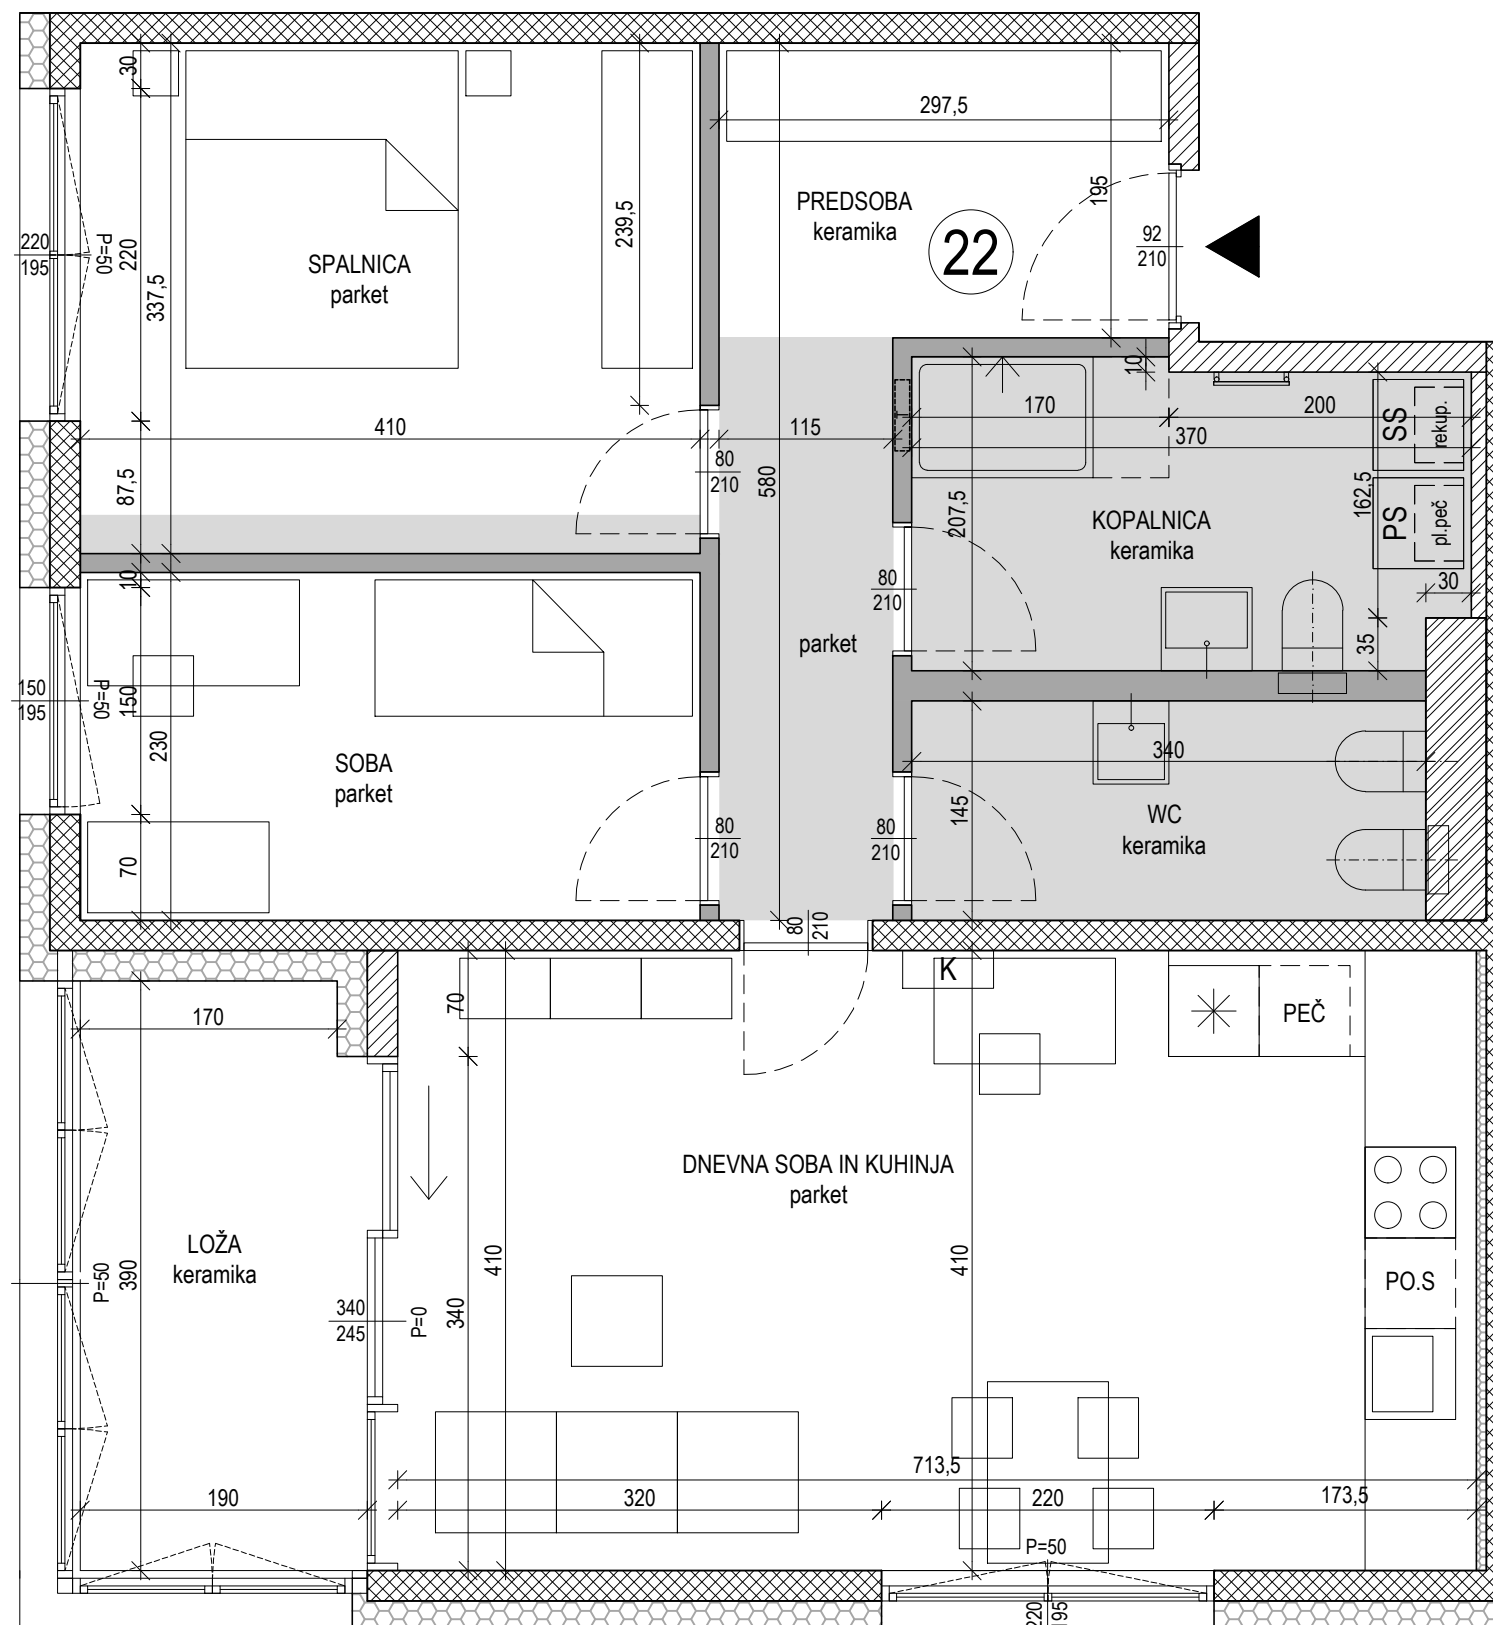 30
297,5
195
PREDSOBA
keramika
239,5
22
92
210
220
195
P=50
220
337,5
SPALNICA
parket
10
170
200
370
SS
rekup.
410
115
80
210
580
87,5
207,5
162,5
PS
pl.peč
KOPALNICA
keramika
10
80
210
30
parket
35
150
195
P=50
150
230
SOBA
parket
340
145
WC
keramika
80
210
80
210
70
80
210
K
70
170
PEČ
DNEVNA SOBA IN KUHINJA
parket
LOŽA
keramika
P=50
390
410
410
PO.S
340
245
P=0
340
713,5
190
320
220
173,5
P=50
220
195